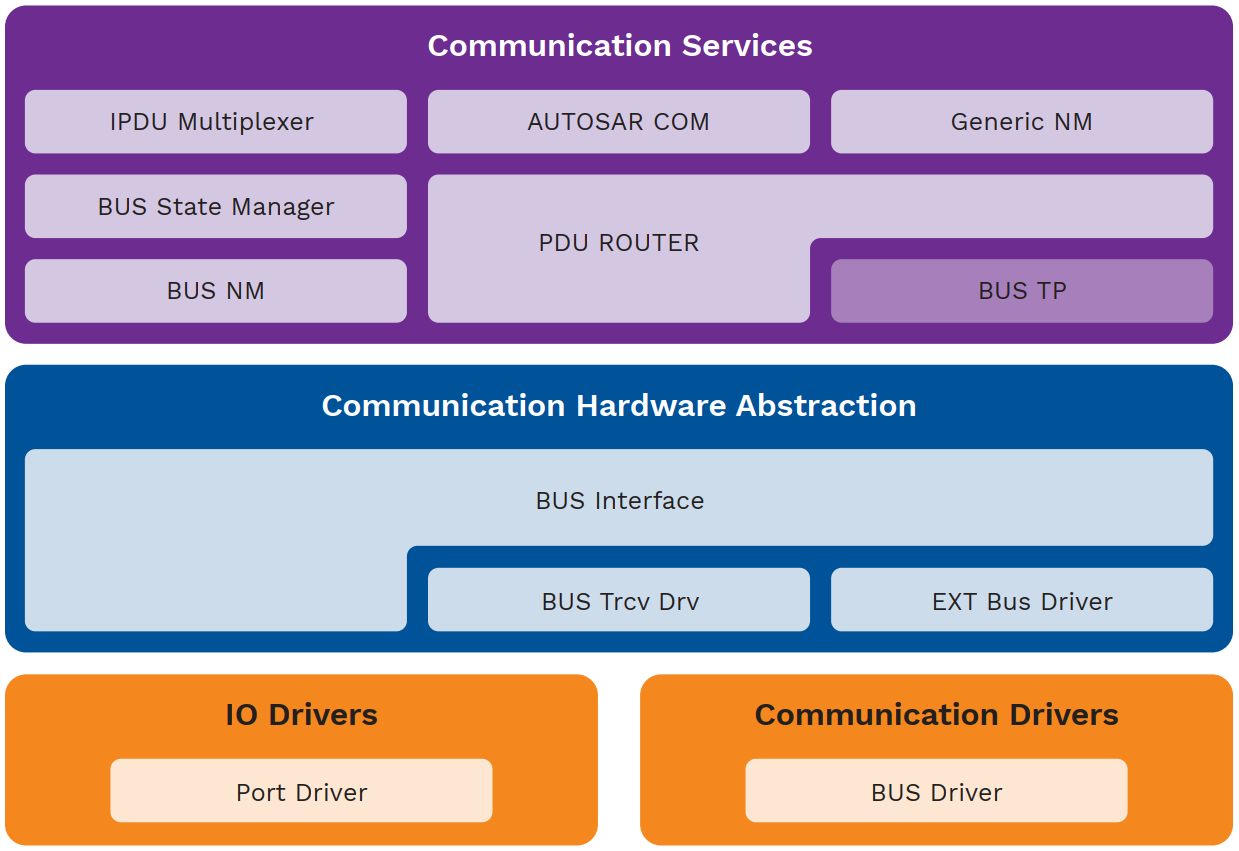 Communication Services
IPDU Multiplexer
AUTOSAR COM
Generic NM
BUS State Manager
PDU ROUTER
BUS NM
BUS TP
Communication Hardware Abstraction
BUS Interface
BUS Trcv Drv
EXT Bus Driver
IO Drivers
Port Driver
Communication Drivers
BUS Driver